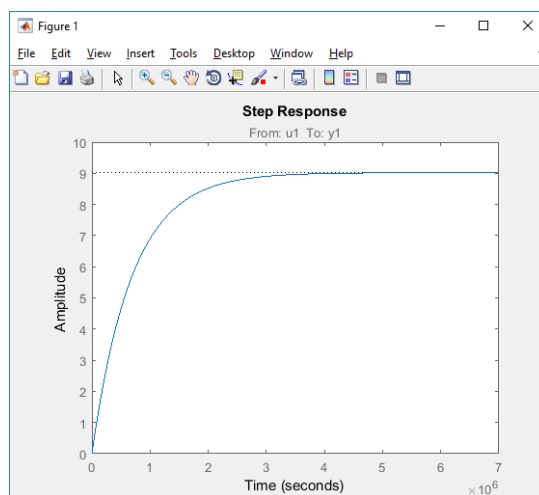 Figure 1
File Edit View Insert Tools Desktop Window Help
Step Response
From: u1 To: y1
10
9
8
7
6
5
4
3
2
1
0
Amplitude
0 1 2 3 4 5 6 7
Time (seconds)
×10⁶